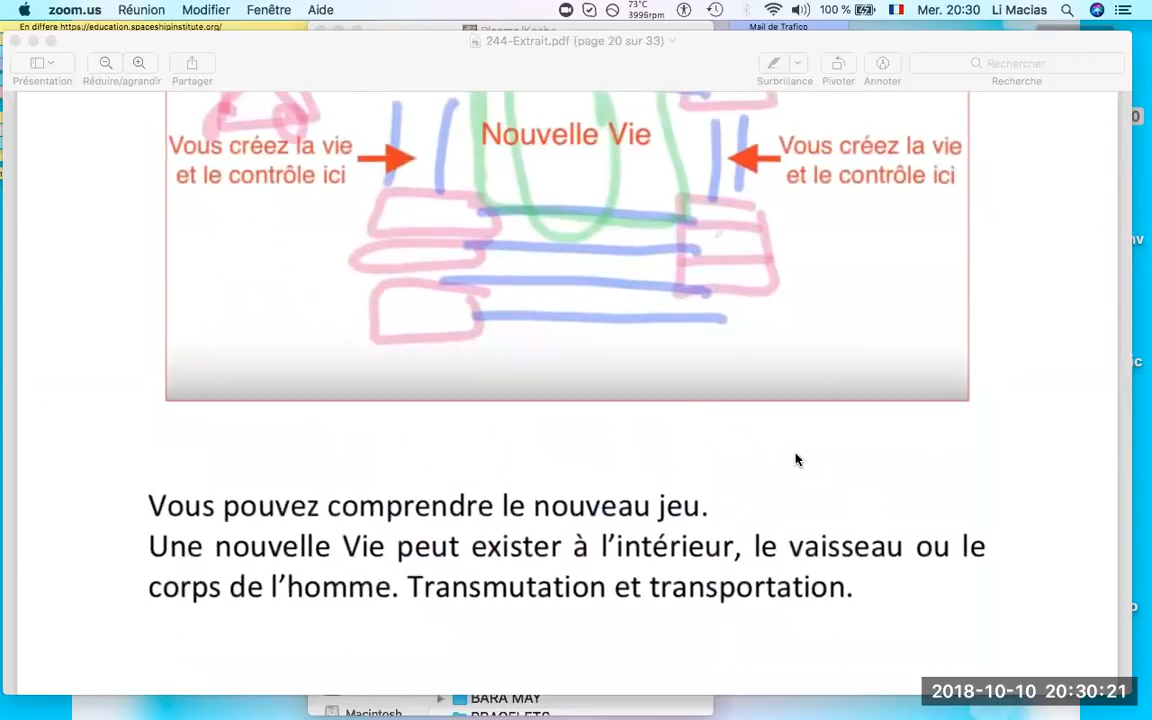 zoom.us Réunion Modifier Fenêtre Aide 73°C 3996rpm 100 % Mer. 20:30 Li Macias
En differe https://education.spaceshipinstitute.org/
Mail de Trafico
244-Extrait.pdf (page 20 sur 33)
Rechercher
Présentation Réduire/agrandir Partager Surbrillance Pivoter Annoter Recherche
Nouvelle Vie
Vous créez la vie
et le contrôle ici
Vous créez la vie
et le contrôle ici
Vous pouvez comprendre le nouveau jeu.
Une nouvelle Vie peut exister à l’intérieur, le vaisseau ou le
corps de l’homme. Transmutation et transportation.
2018-10-10 20:30:21
BARA MAY
Macintosh
BRACELETS